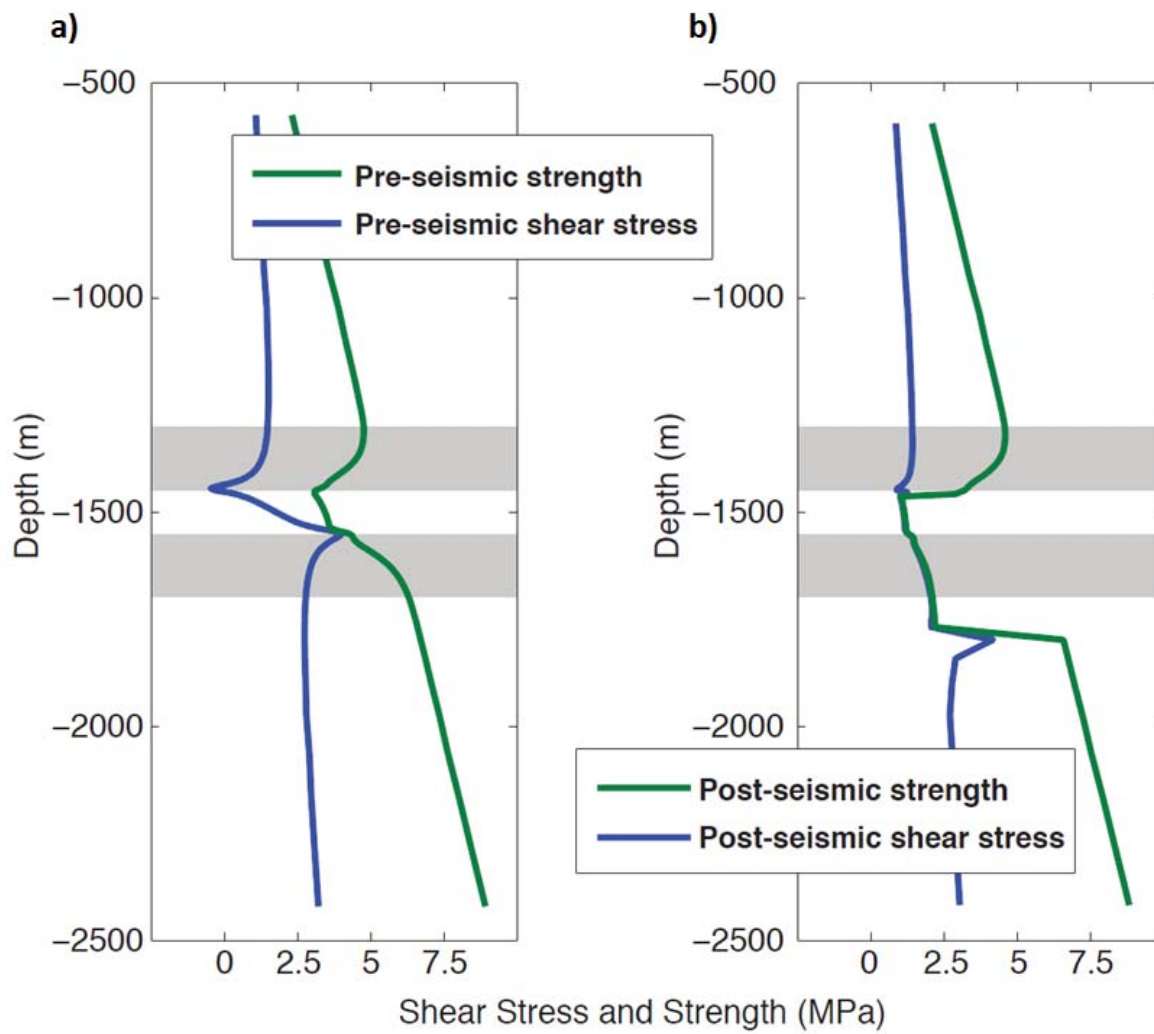 a)
b)
−500
−1000
−1500
−2000
−2500
Depth (m)
Pre-seismic strength
Pre-seismic shear stress
0 2.5 5 7.5
−500
−1000
−1500
−2000
−2500
Depth (m)
Post-seismic strength
Post-seismic shear stress
0 2.5 5 7.5
Shear Stress and Strength (MPa)